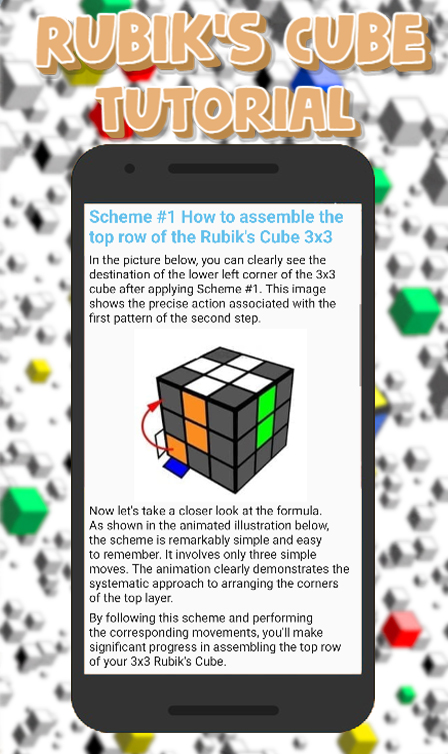 RUBIK'S CUBE
TUTORIAL
Scheme #1 How to assemble the
top row of the Rubik's Cube 3x3
In the picture below, you can clearly see the
destination of the lower left corner of the 3x3
cube after applying Scheme #1. This image
shows the precise action associated with the
first pattern of the second step.
Now let's take a closer look at the formula.
As shown in the animated illustration below,
the scheme is remarkably simple and easy
to remember. It involves only three simple
moves. The animation clearly demonstrates the
systematic approach to arranging the corners
of the top layer.
By following this scheme and performing
the corresponding movements, you'll make
significant progress in assembling the top row
of your 3x3 Rubik's Cube.